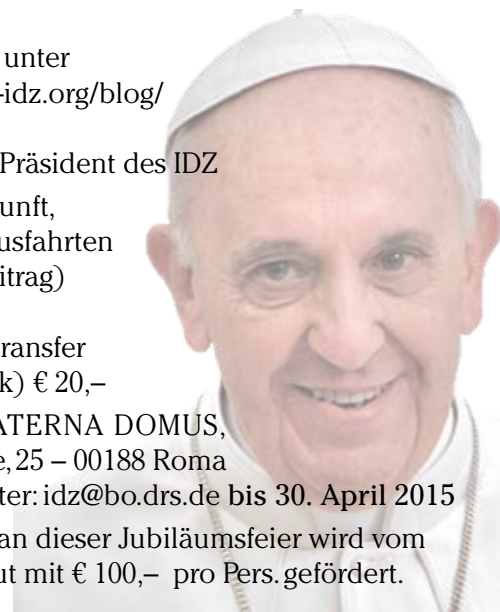 unter
-idz.org/blog/
Präsident des IDZ
unft,
usfahrten
itrag)
ransfer
k) € 20,–
ATERNA DOMUS,
e, 25 – 00188 Roma
ter: idz@bo.drs.de bis 30. April 2015
an dieser Jubiläumsfeier wird vom
ut mit € 100,– pro Pers. gefördert.